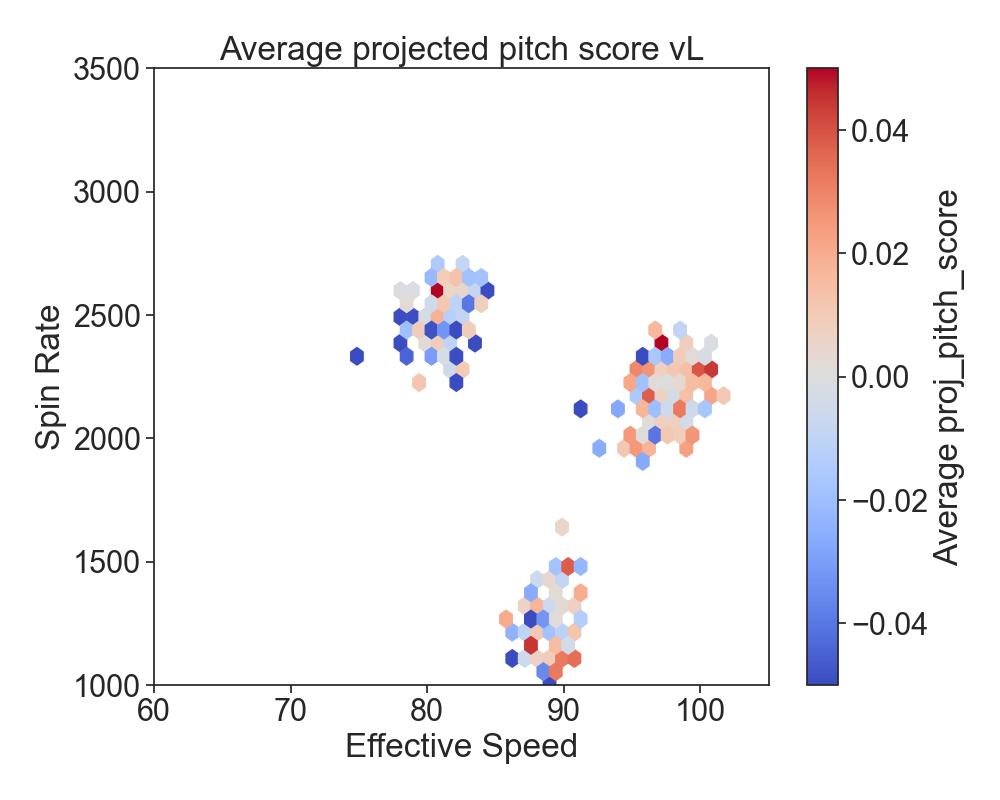 Average projected pitch score vL
3500
3000
2500
2000
1500
1000
Spin Rate
60 70 80 90 100
Effective Speed
0.04
0.02
0.00
−0.02
−0.04
Average proj_pitch_score